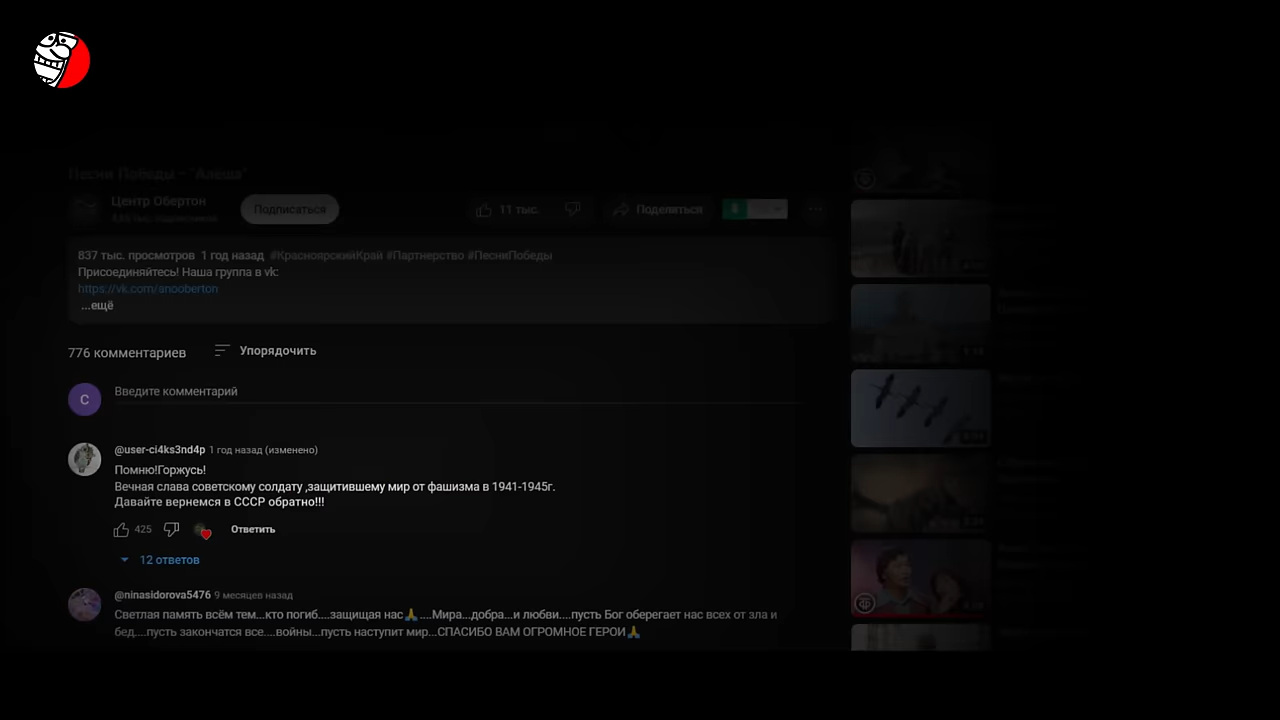 Песни Победы - "Алеша"
Центр Обертон
Подписаться
11 тыс.
Поделиться
837 тыс. просмотров 1 год назад #КрасноярскийКрай #Партнерство #ПесниПобеды
Присоединяйтесь! Наша группа в vk:
https://vk.com/anooberton
...ещё
776 комментариев
Упорядочить
С
Введите комментарий
@user-ci4ks3nd4p 1 год назад (изменено)
Помню!Горжусь!
Вечная слава советскому солдату ,защитившему мир от фашизма в 1941-1945г.
Давайте вернемся в СССР обратно!!!
425
Ответить
12 ответов
@ninasidorova5476 9 месяцев назад
Светлая память всём тем...кто погиб....защищая нас🙏....Мира...добра...и любви....пусть Бог оберегает нас всех от зла и
бед....пусть закончатся все....войны...пусть наступит мир...СПАСИБО ВАМ ОГРОМНОЕ ГЕРОИ🙏